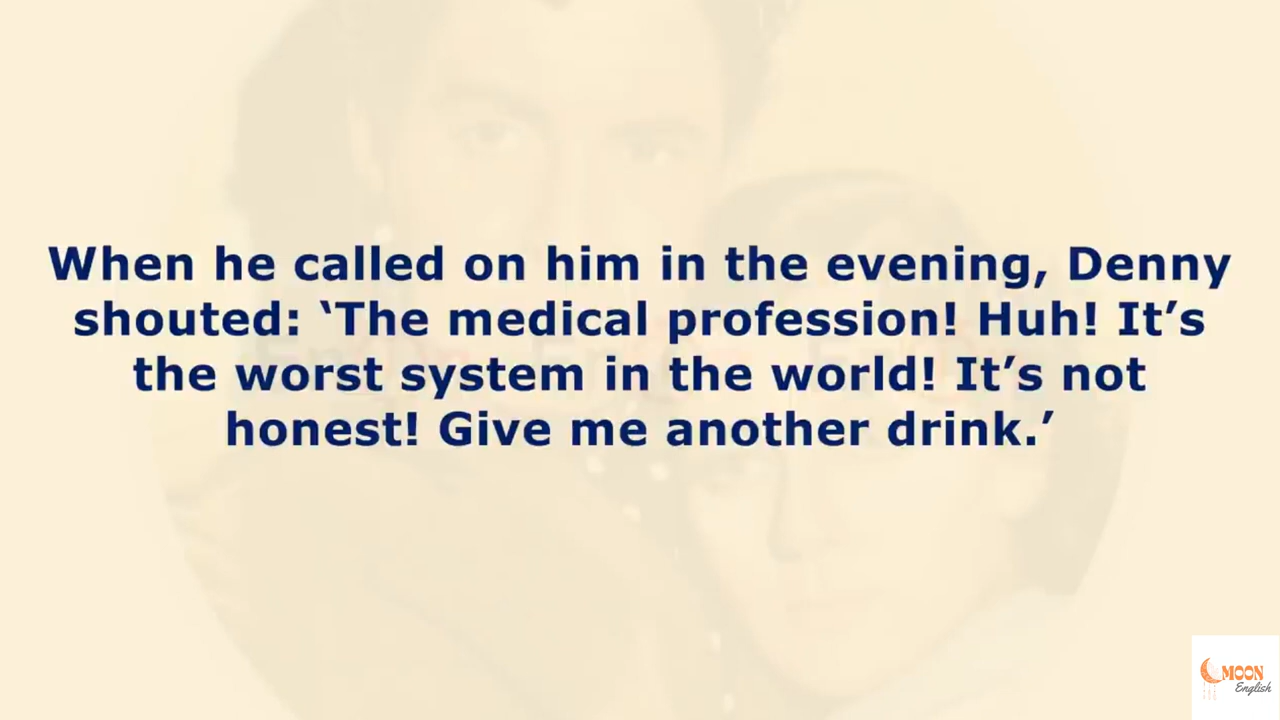 When he called on him in the evening, Denny
shouted: ‘The medical profession! Huh! It’s
the worst system in the world! It’s not
honest! Give me another drink.’
MOON
English